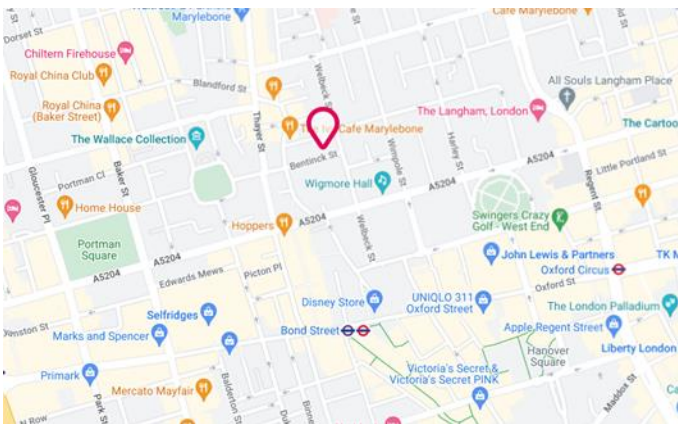 Marylebone
Cafe Marylebone
Dorset St
Chiltern Firehouse
Royal China Club
Blandford St
Welbeck St
All Souls Langham Place
Royal China
(Baker Street)
Thayer St
The Langham, London
The Cartoo
Cafe Marylebone
The Wallace Collection
Bentinck St
Harley St
Wimpole St
Little Portland St
Baker St
Portman Cl
Wigmore Hall
A5204
Regent St
Gloucester Pl
Home House
A5204
Hoppers
Swingers Crazy
Golf - West End
Portman
Square
Welbeck St
John Lewis & Partners
TK M
A5204
Edwards Mews
Picton Pl
Oxford Circus
Oxford St
Disney Store
UNIQLO 311
Oxford Street
The London Palladium
Selfridges
Marks and Spencer
Bond Street
Apple Regent Street
Hanover
Square
Liberty London
Primark
Victoria's Secret &
Victoria's Secret PINK
Mercato Mayfair
Park St
Balderton St
Maddox St
Binne
Du
Ca
N Row